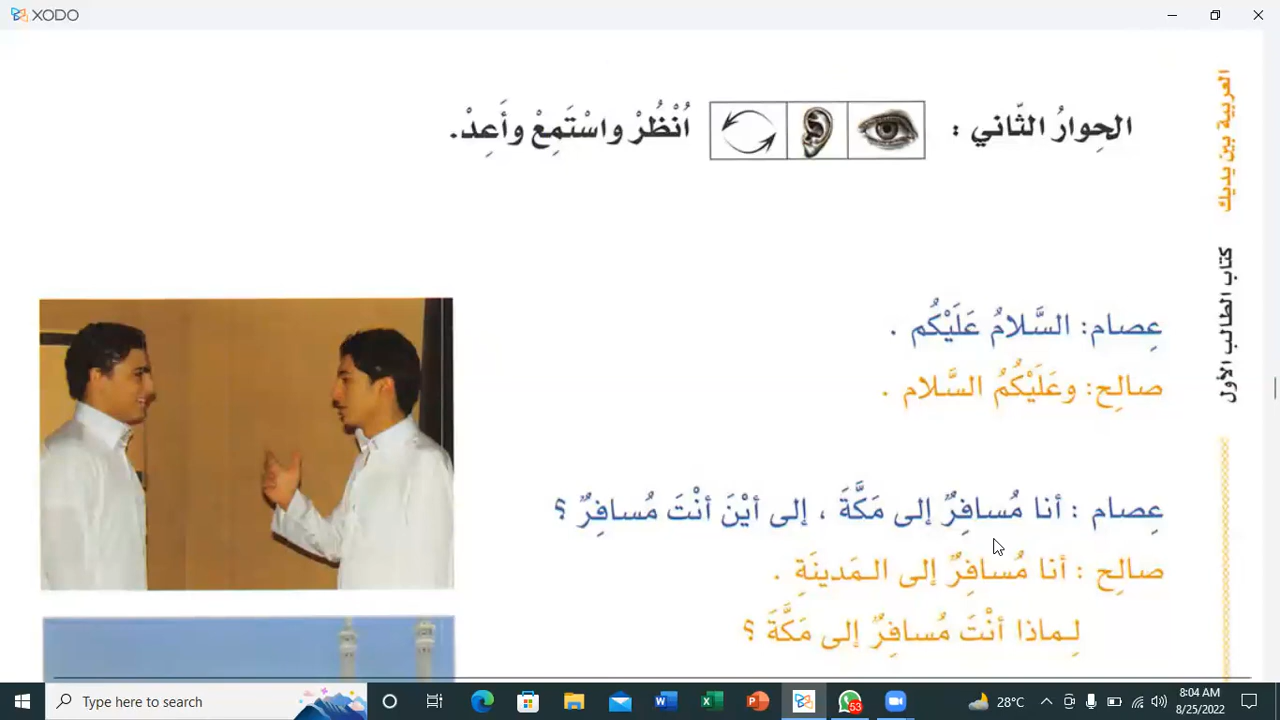 XODO
الحِوارُ الثّاني :
اُنْظُرْ واسْتَمِعْ وأَعِدْ.
العربية بين يديك
كتاب الطالب الأول
عِصام: السَّلامُ عَلَيْكُم .
صالِح: وعَلَيْكُمُ السَّلام .
عِصام : أنا مُسافِرٌ إلى مَكَّةَ ، إلى أيْنَ أنْتَ مُسافِرٌ ؟
صالِح : أنا مُسافِرٌ إلى المَدينَةِ .
لِماذا أنْتَ مُسافِرٌ إلى مَكَّةَ ؟
Type here to search
53
28°C
8:04 AM
8/25/2022